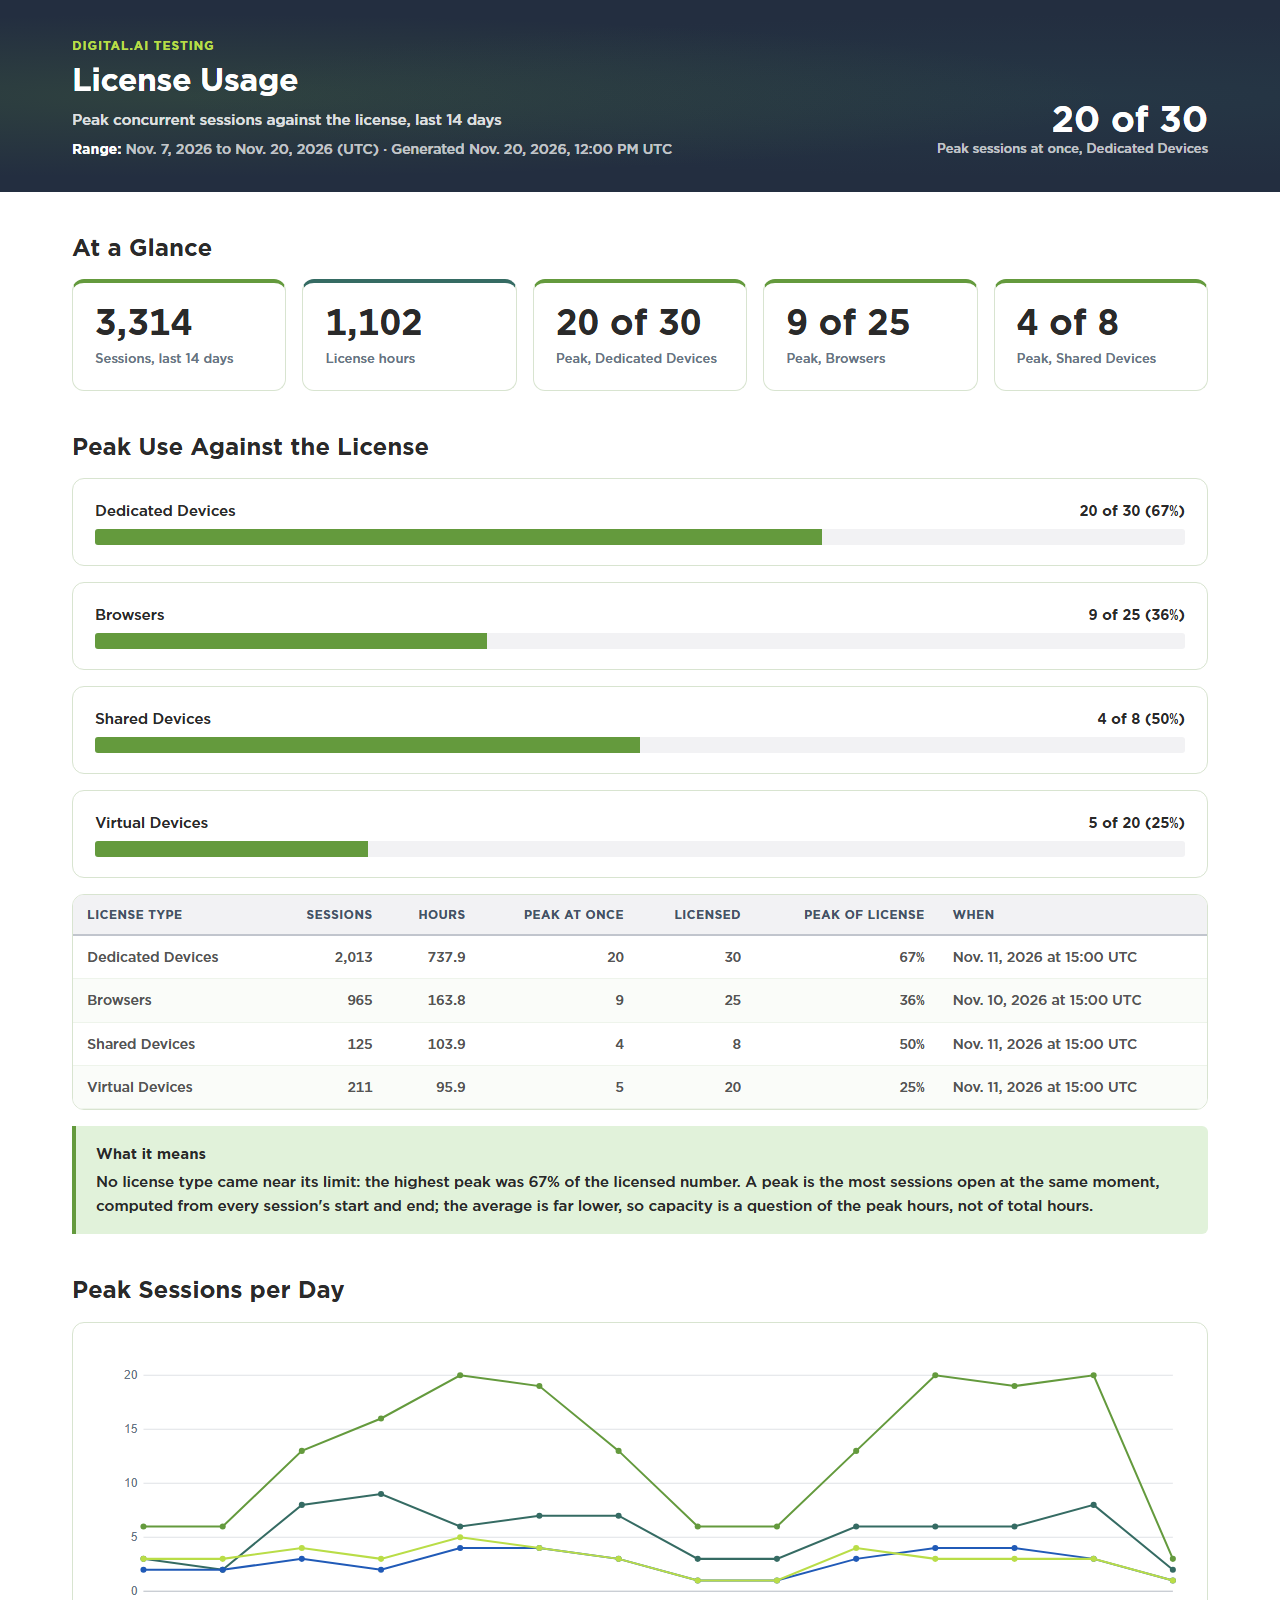 DIGITAL.AI TESTING
License Usage
Peak concurrent sessions against the license, last 14 days
Range: Nov. 7, 2026 to Nov. 20, 2026 (UTC) · Generated Nov. 20, 2026, 12:00 PM UTC
20 of 30
Peak sessions at once, Dedicated Devices
At a Glance
3,314
Sessions, last 14 days
1,102
License hours
20 of 30
Peak, Dedicated Devices
9 of 25
Peak, Browsers
4 of 8
Peak, Shared Devices
Peak Use Against the License
Dedicated Devices 20 of 30 (67%)
Browsers 9 of 25 (36%)
Shared Devices 4 of 8 (50%)
Virtual Devices 5 of 20 (25%)
LICENSE TYPE SESSIONS HOURS PEAK AT ONCE LICENSED PEAK OF LICENSE WHEN
Dedicated Devices 2,013 737.9 20 30 67% Nov. 11, 2026 at 15:00 UTC
Browsers 965 163.8 9 25 36% Nov. 10, 2026 at 15:00 UTC
Shared Devices 125 103.9 4 8 50% Nov. 11, 2026 at 15:00 UTC
Virtual Devices 211 95.9 5 20 25% Nov. 11, 2026 at 15:00 UTC
What it means
No license type came near its limit: the highest peak was 67% of the licensed number. A peak is the most sessions open at the same moment,
computed from every session's start and end; the average is far lower, so capacity is a question of the peak hours, not of total hours.
Peak Sessions per Day
20
15
10
5
0